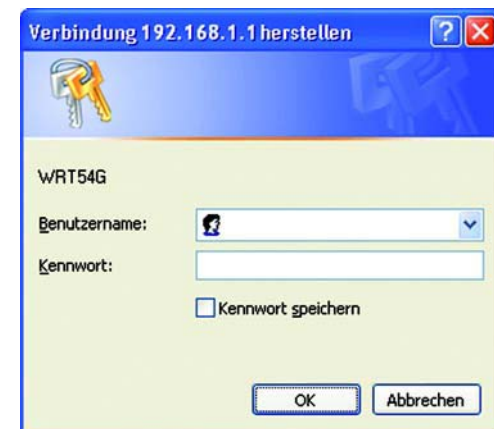 Verbindung 192.168.1.1 herstellen
WRT54G
Benutzername:
Kennwort:
Kennwort speichern
OK Abbrechen